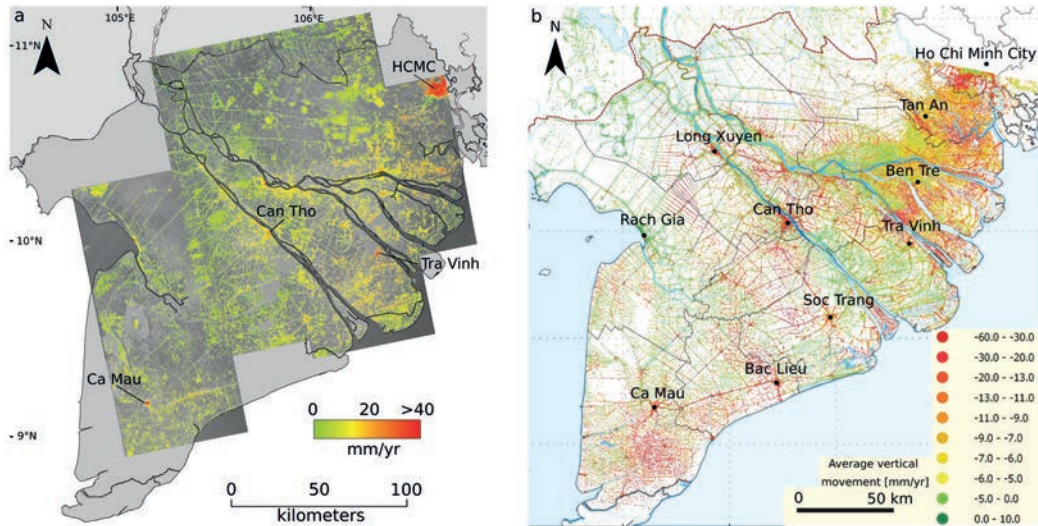 a
105°E
106°E
- 11°N
N
HCMC
Can Tho
- 10°N
Tra Vinh
Ca Mau
- 9°N
0 20 >40
mm/yr
0 50 100
kilometers
b
N
Ho Chi Minh City
Tan An
Long Xuyen
Ben Tre
Can Tho
Rach Gia
Tra Vinh
Soc Trang
Bac Lieu
Ca Mau
-60.0 - -30.0
-30.0 - -20.0
-20.0 - -13.0
-13.0 - -11.0
-11.0 - -9.0
-9.0 - -7.0
-7.0 - -6.0
-6.0 - -5.0
-5.0 - 0.0
0.0 - 10.0
Average vertical
movement [mm/yr]
0 50 km